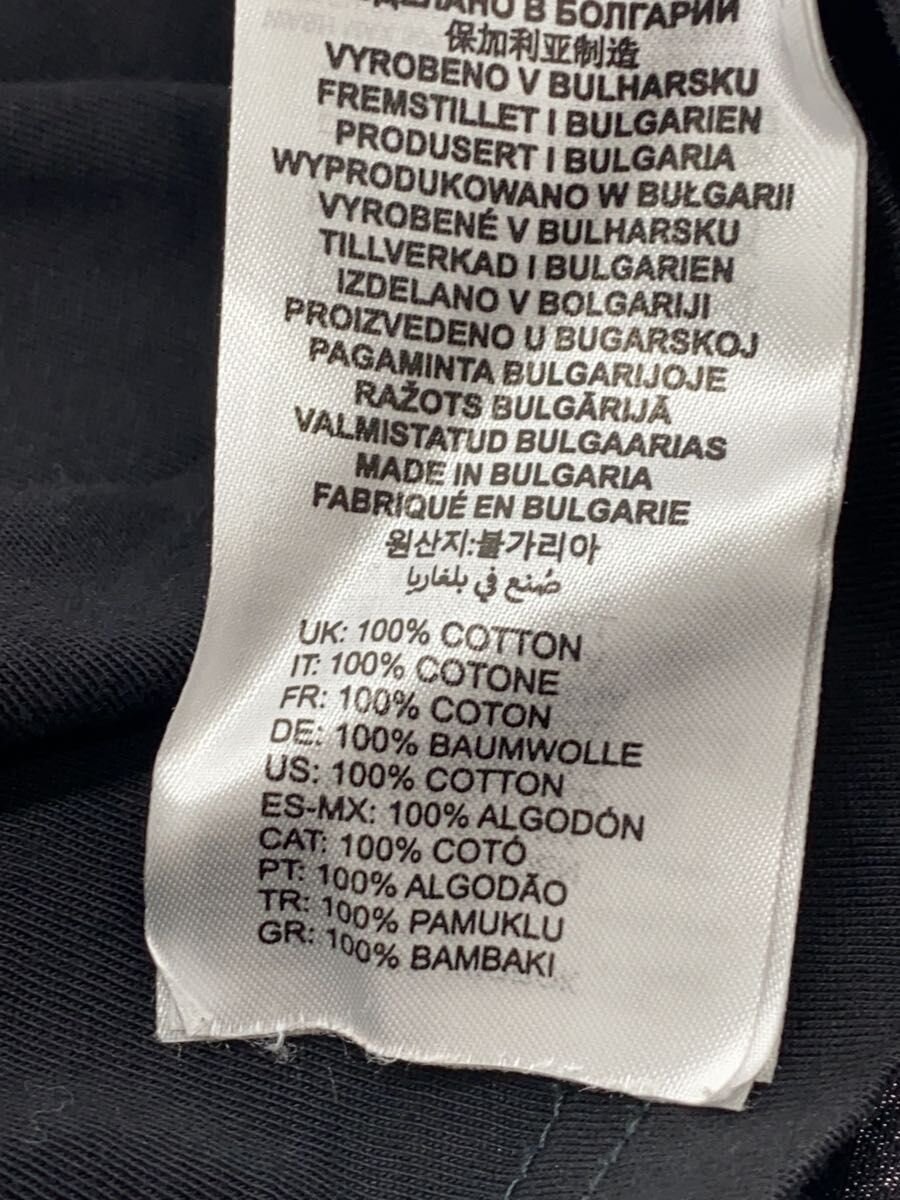 СДЕЛАНО В БОЛГАРИИ
保加利亚制造
VYROBENO V BULHARSKU
FREMSTILLET I BULGARIEN
PRODUSERT I BULGARIA
WYPRODUKOWANO W BUŁGARII
VYROBENÉ V BULHARSKU
TILLVERKAD I BULGARIEN
IZDELANO V BOLGARIJI
PROIZVEDENO U BUGARSKOJ
PAGAMINTA BULGARIJOJE
RAŽOTS BULGĀRIJĀ
VALMISTATUD BULGAARIAS
MADE IN BULGARIA
FABRIQUÉ EN BULGARIE
원산지:불가리아
صُنع في بلغاريا
UK: 100% COTTON
IT: 100% COTONE
FR: 100% COTON
DE: 100% BAUMWOLLE
US: 100% COTTON
ES-MX: 100% ALGODÓN
CAT: 100% COTÓ
PT: 100% ALGODÃO
TR: 100% PAMUKLU
GR: 100% BAMBAKI